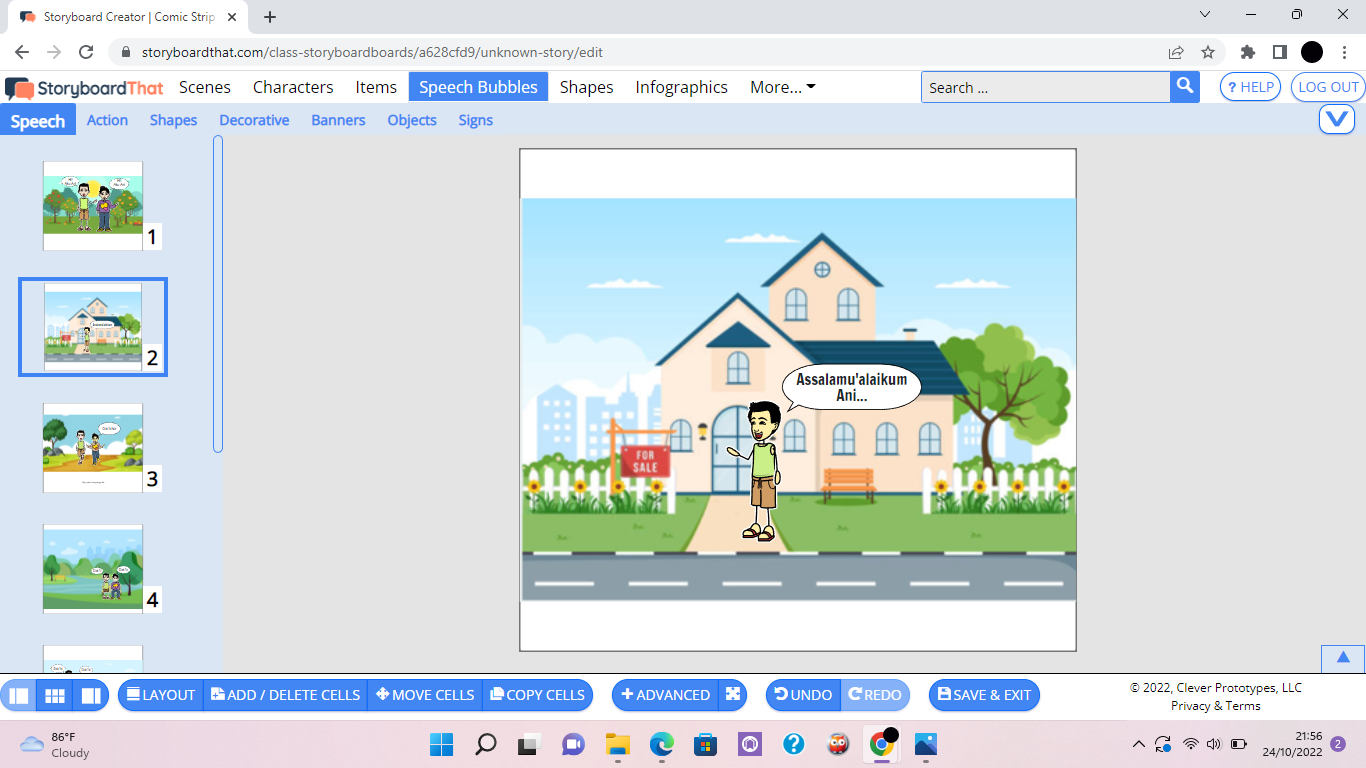 Storyboard Creator | Comic Strip
storyboardthat.com/class-storyboardboards/a628cfd9/unknown-story/edit
StoryboardThat Scenes Characters Items Speech Bubbles Shapes Infographics More... Search ... ? HELP LOG OUT
Speech Action Shapes Decorative Banners Objects Signs
1
2
3
4
Assalamu'alaikum
Ani...
FOR
SALE
LAYOUT ADD / DELETE CELLS MOVE CELLS COPY CELLS ADVANCED UNDO REDO SAVE & EXIT
© 2022, Clever Prototypes, LLC
Privacy & Terms
86°F
Cloudy
21:56
24/10/2022
2